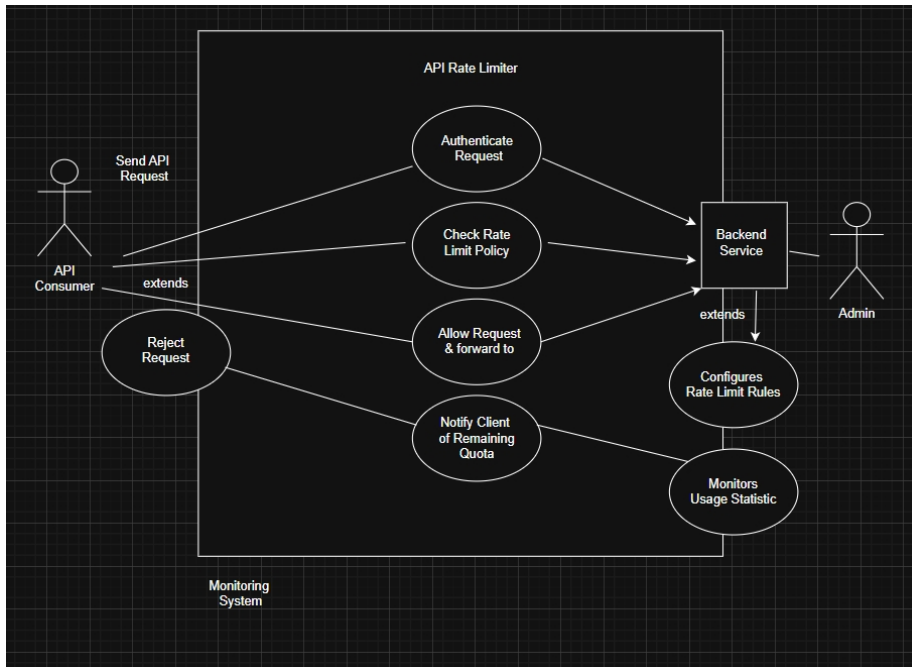 API Rate Limiter
Send API
Request
Authenticate
Request
API
Consumer
Check Rate
Limit Policy
Backend
Service
Admin
extends
extends
Reject
Request
Allow Request
& forward to
Configures
Rate Limit Rules
Notify Client
of Remaining
Quota
Monitors
Usage Statistic
Monitoring
System